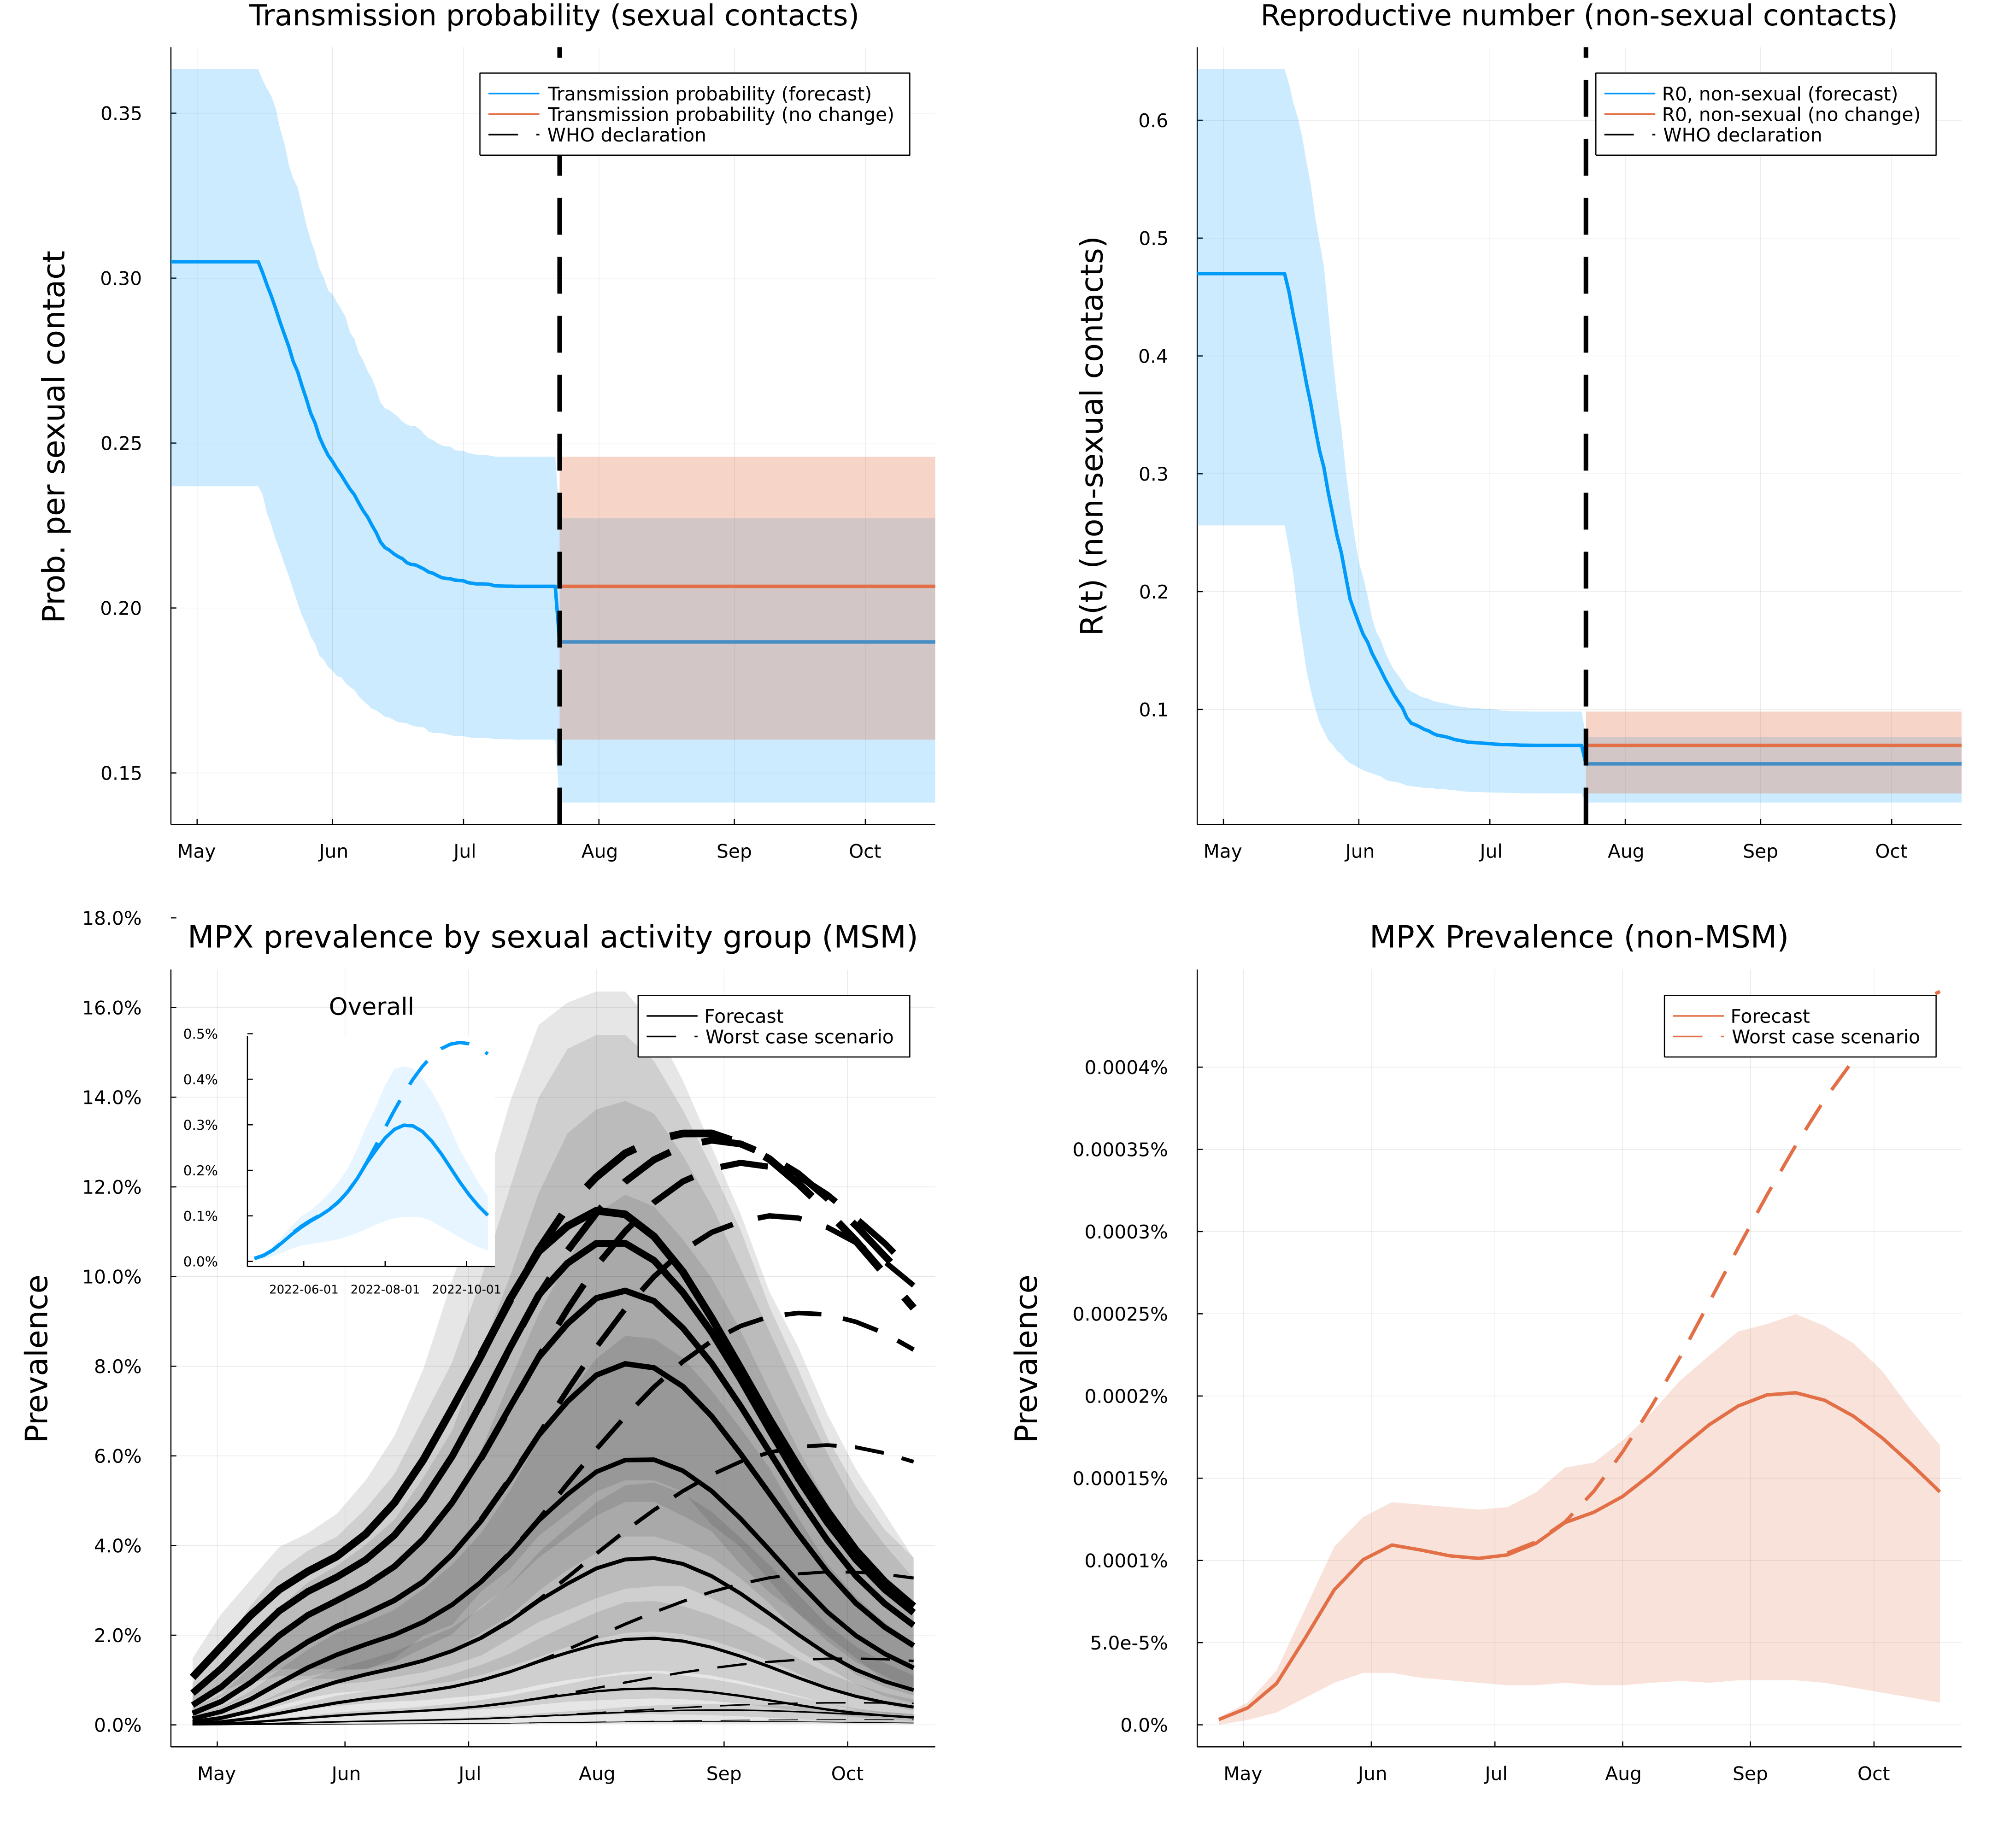 Transmission probability (sexual contacts)
Prob. per sexual contact
0.35
0.30
0.25
0.20
0.15
Transmission probability (forecast)
Transmission probability (no change)
WHO declaration
May Jun Jul Aug Sep Oct
Reproductive number (non-sexual contacts)
R(t) (non-sexual contacts)
0.6
0.5
0.4
0.3
0.2
0.1
R0, non-sexual (forecast)
R0, non-sexual (no change)
WHO declaration
May Jun Jul Aug Sep Oct
MPX prevalence by sexual activity group (MSM)
Prevalence
18.0%
16.0%
14.0%
12.0%
10.0%
8.0%
6.0%
4.0%
2.0%
0.0%
Forecast
Worst case scenario
Overall
0.5%
0.4%
0.3%
0.2%
0.1%
0.0%
2022-06-01 2022-08-01 2022-10-01
May Jun Jul Aug Sep Oct
MPX Prevalence (non-MSM)
Prevalence
0.0004%
0.00035%
0.0003%
0.00025%
0.0002%
0.00015%
0.0001%
5.0e-5%
0.0%
Forecast
Worst case scenario
May Jun Jul Aug Sep Oct